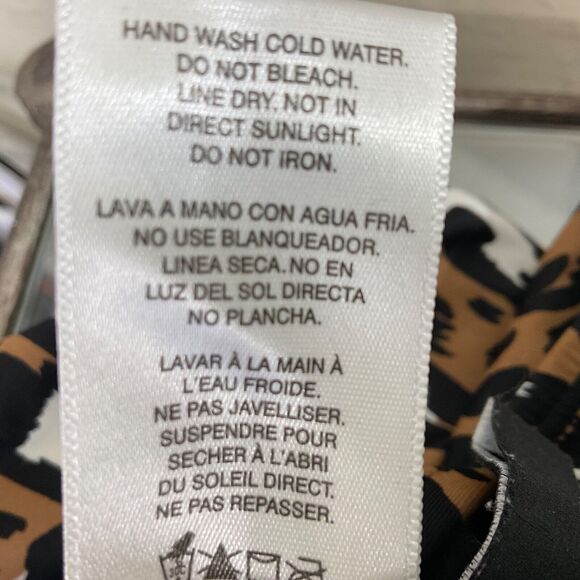 HAND WASH COLD WATER.
DO NOT BLEACH.
LINE DRY. NOT IN
DIRECT SUNLIGHT.
DO NOT IRON.
LAVA A MANO CON AGUA FRIA.
NO USE BLANQUEADOR.
LINEA SECA. NO EN
LUZ DEL SOL DIRECTA
NO PLANCHA.
LAVAR À LA MAIN À
L'EAU FROIDE.
NE PAS JAVELLISER.
SUSPENDRE POUR
SECHER À L'ABRI
DU SOLEIL DIRECT.
NE PAS REPASSER.